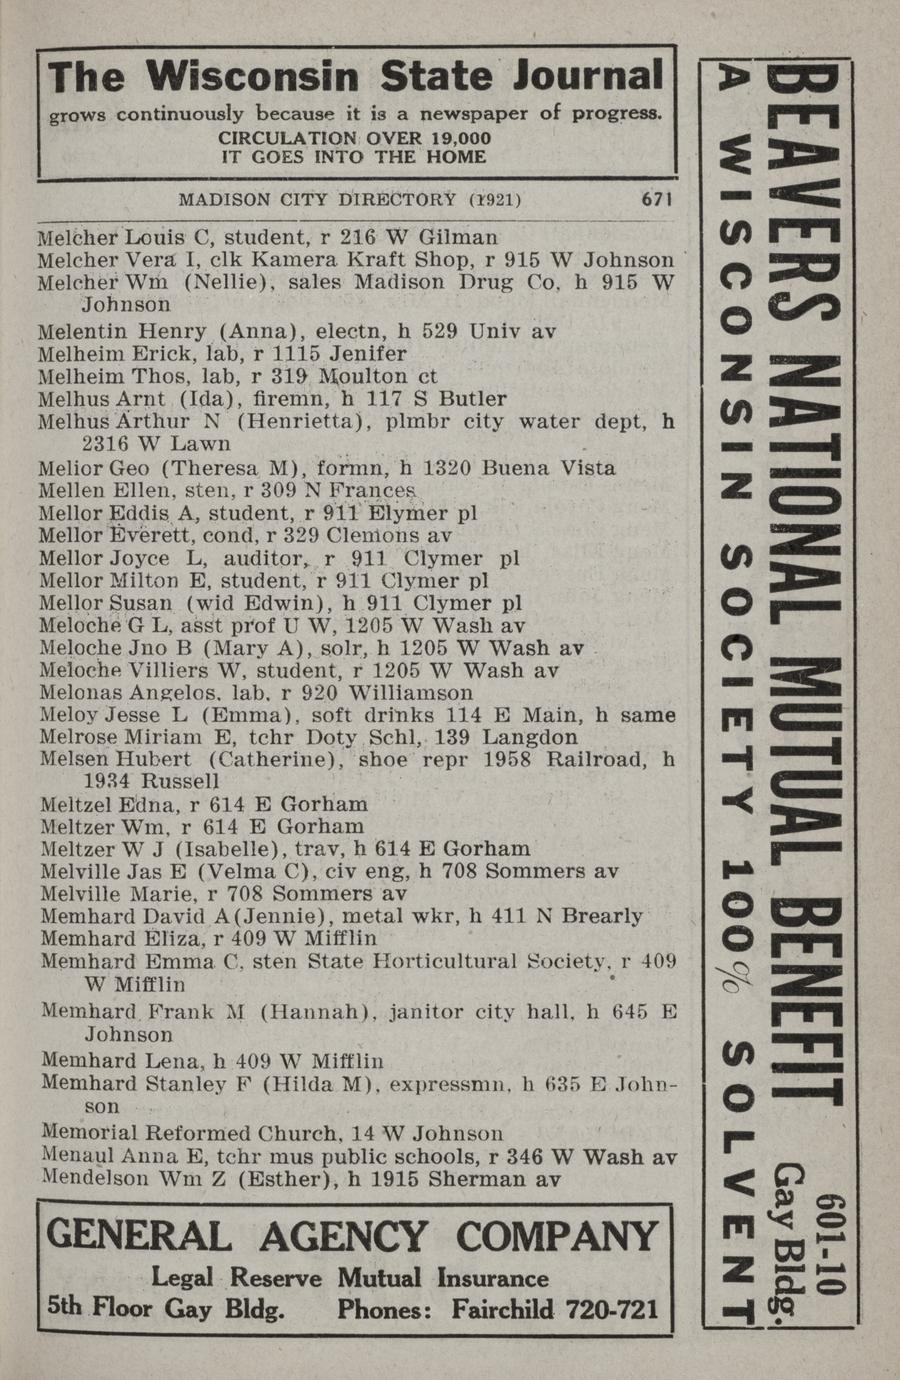 The Wisconsin State Journal
grows continuously because it is a newspaper of progress.
CIRCULATION OVER 19,000
IT GOES INTO THE HOME
MADISON CITY DIRECTORY (1921) 671
Melcher Louis C, student, r 216 W Gilman
Melcher Vera I, clk Kamera Kraft Shop, r 915 W Johnson
Melcher Wm (Nellie), sales Madison Drug Co, h 915 W
Johnson
Melentin Henry (Anna), electn, h 529 Univ av
Melheim Erick, lab, r 1115 Jenifer
Melheim Thos, lab, r 319 Moulton ct
Melhus Arnt (Ida), firemn, h 117 S Butler
Melhus Arthur N (Henrietta), plmbr city water dept, h
2316 W Lawn
Melior Geo (Theresa M), formn, h 1320 Buena Vista
Mellen Ellen, sten, r 309 N Frances
Mellor Eddis A, student, r 911 Elymer pl
Mellor Everett, cond, r 329 Clemons av
Mellor Joyce L, auditor, r 911 Clymer pl
Mellor Milton E, student, r 911 Clymer pl
Mellor Susan (wid Edwin), h 911 Clymer pl
Meloche G L, asst prof U W, 1205 W Wash av
Meloche Jno B (Mary A), solr, h 1205 W Wash av
Meloche Villiers W, student, r 1205 W Wash av
Melonas Angelos, lab, r 920 Williamson
Meloy Jesse L (Emma), soft drinks 114 E Main, h same
Melrose Miriam E, tchr Doty Schl, 139 Langdon
Melsen Hubert (Catherine), shoe repr 1958 Railroad, h
1934 Russell
Meltzel Edna, r 614 E Gorham
Meltzer Wm, r 614 E Gorham
Meltzer W J (Isabelle), trav, h 614 E Gorham
Melville Jas E (Velma C), civ eng, h 708 Sommers av
Melville Marie, r 708 Sommers av
Memhard David A (Jennie), metal wkr, h 411 N Brearly
Memhard Eliza, r 409 W Mifflin
Memhard Emma C, sten State Horticultural Society, r 409
W Mifflin
Memhard Frank M (Hannah), janitor city hall, h 645 E
Johnson
Memhard Lena, h 409 W Mifflin
Memhard Stanley F (Hilda M), expressmn, h 635 E John-
son
Memorial Reformed Church, 14 W Johnson
Menaul Anna E, tchr mus public schools, r 346 W Wash av
Mendelson Wm Z (Esther), h 1915 Sherman av
GENERAL AGENCY COMPANY
Legal Reserve Mutual Insurance
5th Floor Gay Bldg. Phones: Fairchild 720-721
BEAVERS NATIONAL MUTUAL BENEFIT
601-10
Gay Bldg.
A WISCONSIN SOCIETY 100% SOLVENT